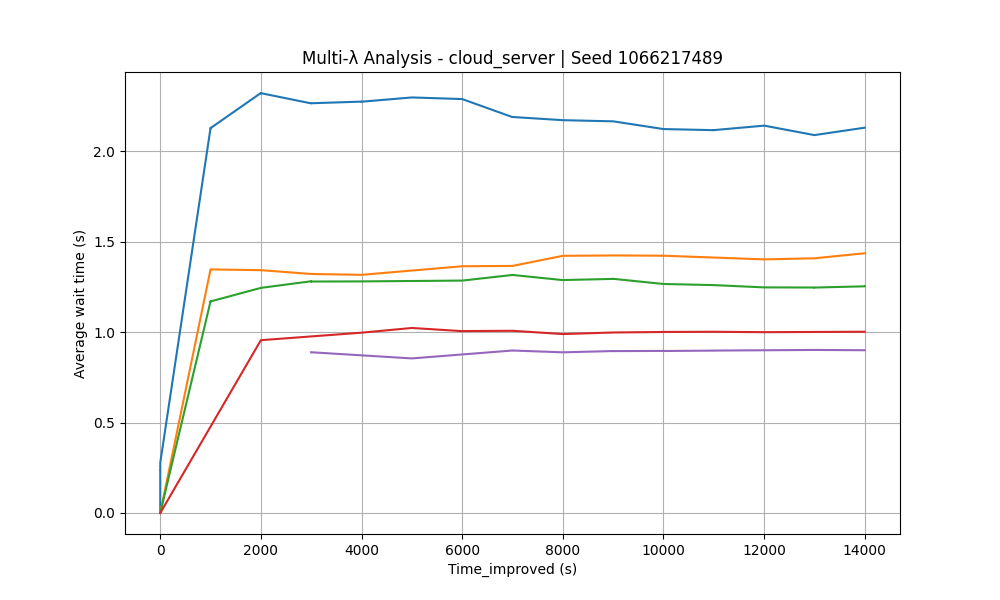 Multi-λ Analysis - cloud_server | Seed 1066217489
Average wait time (s)
2.0
1.5
1.0
0.5
0.0
0 2000 4000 6000 8000 10000 12000 14000
Time_improved (s)